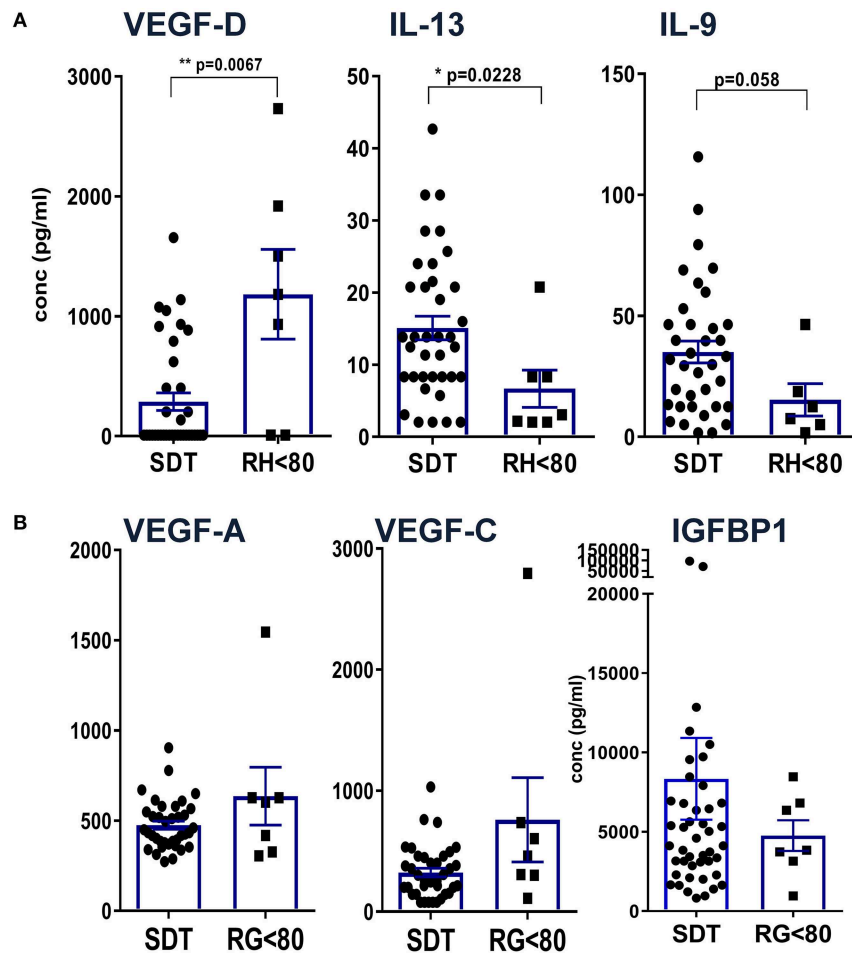 A
VEGF-D IL-13 IL-9
** p=0.0067
* p=0.0228
p=0.058
conc (pg/ml)
3000
2000
1000
0
SDT RH<80
50
40
30
20
10
0
SDT RH<80
150
100
50
0
SDT RH<80
B
VEGF-A VEGF-C IGFBP1
2000
1500
1000
500
0
SDT RG<80
3000
2000
1000
0
SDT RG<80
conc (pg/ml)
150000
100000
50000
20000
15000
10000
5000
0
SDT RG<80